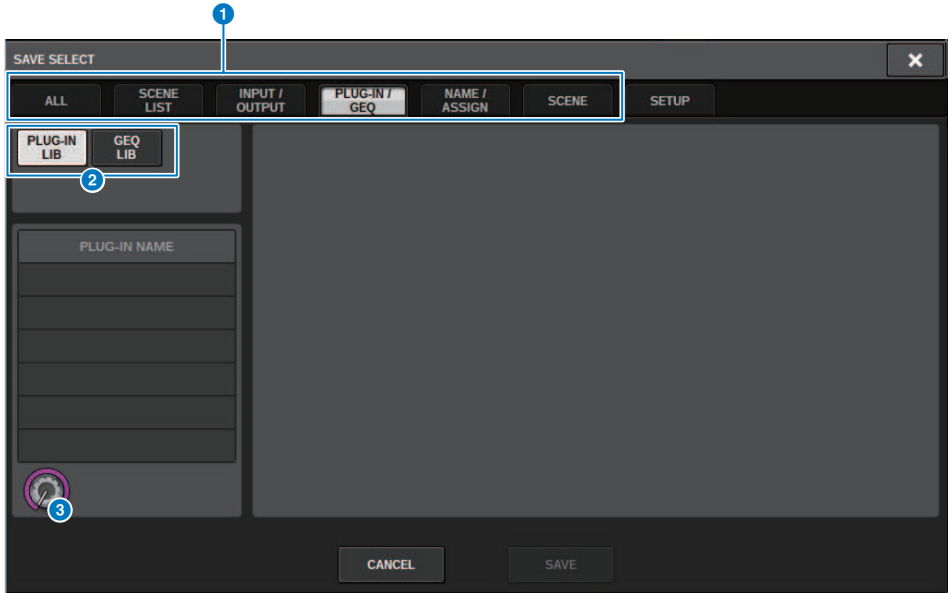 1
SAVE SELECT
×
ALL
SCENE
LIST
INPUT /
OUTPUT
PLUG-IN /
GEQ
NAME /
ASSIGN
SCENE
SETUP
PLUG-IN
LIB
GEQ
LIB
2
PLUG-IN NAME
3
CANCEL
SAVE